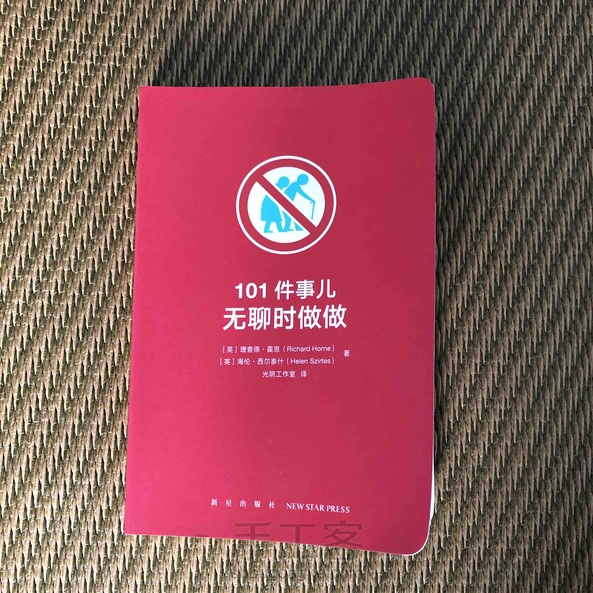 101 件事儿
无聊时做做
[英] 理查德·霍恩 (Richard Horne)
[英] 海伦·西尔泰什 (Helen Szirtes)
著
光阴工作室 译
新星出版社 NEW STAR PRESS
手工客